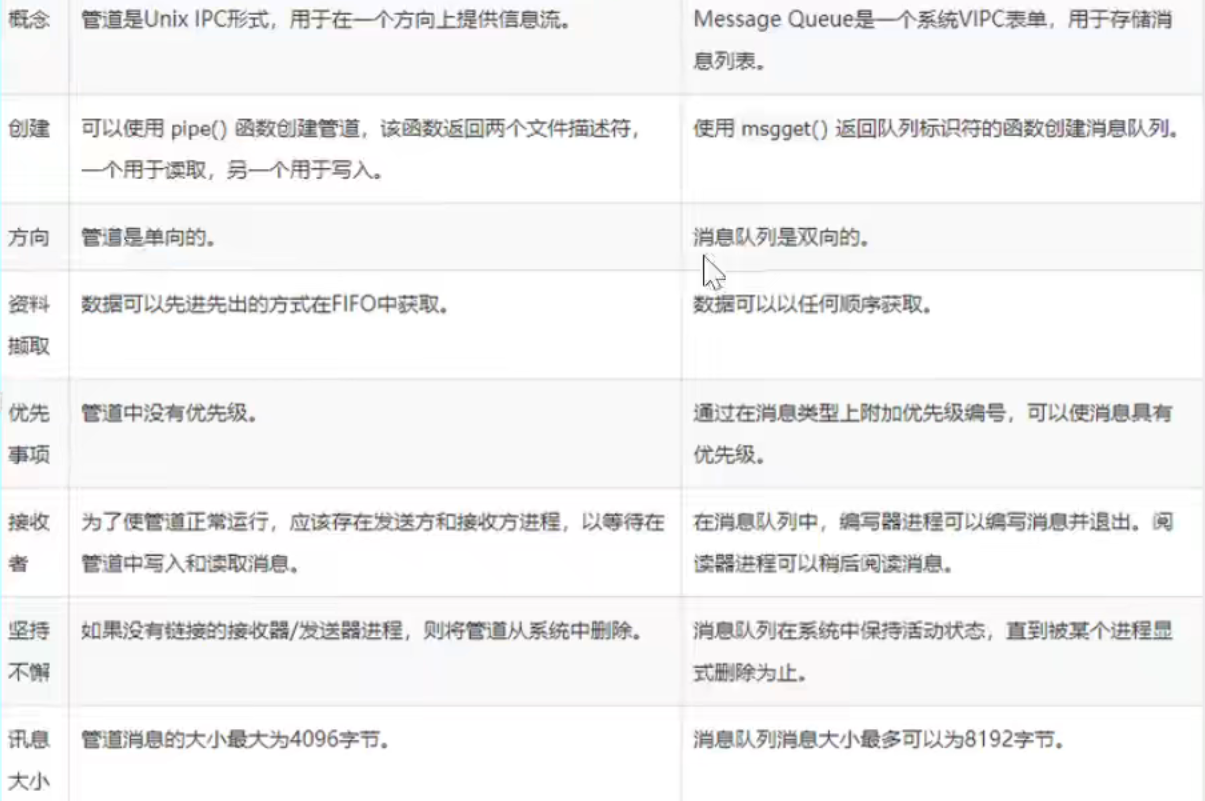 概念 管道是Unix IPC形式，用于在一个方向上提供信息流。 Message Queue是一个系统VIPC表单，用于存储消
息列表。
创建 可以使用 pipe() 函数创建管道，该函数返回两个文件描述符， 使用 msgget() 返回队列标识符的函数创建消息队列。
一个用于读取，另一个用于写入。
方向 管道是单向的。 消息队列是双向的。
资料 数据可以先进先出的方式在FIFO中获取。 数据可以以任何顺序获取。
撷取
优先 管道中没有优先级。 通过在消息类型上附加优先级编号，可以使消息具有
事项 优先级。
接收 为了使管道正常运行，应该存在发送方和接收方进程，以等待在 在消息队列中，编写器进程可以编写消息并退出。阅
者 管道中写入和读取消息。 读器进程可以稍后阅读消息。
坚持 如果没有链接的接收器/发送器进程，则将管道从系统中删除。 消息队列在系统中保持活动状态，直到被某个进程显
不懈 式删除为止。
讯息 管道消息的大小最大为4096字节。 消息队列消息大小最多可以为8192字节。
大小